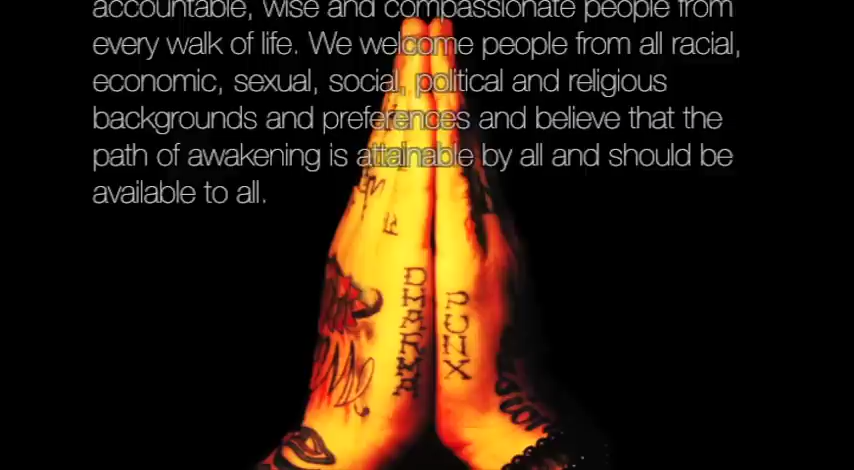 accountable, wise and compassionate people from
every walk of life. We welcome people from all racial,
economic, sexual, social, political and religious
backgrounds and preferences and believe that the
path of awakening is attainable by all and should be
available to all.
DHARMA
PUNX